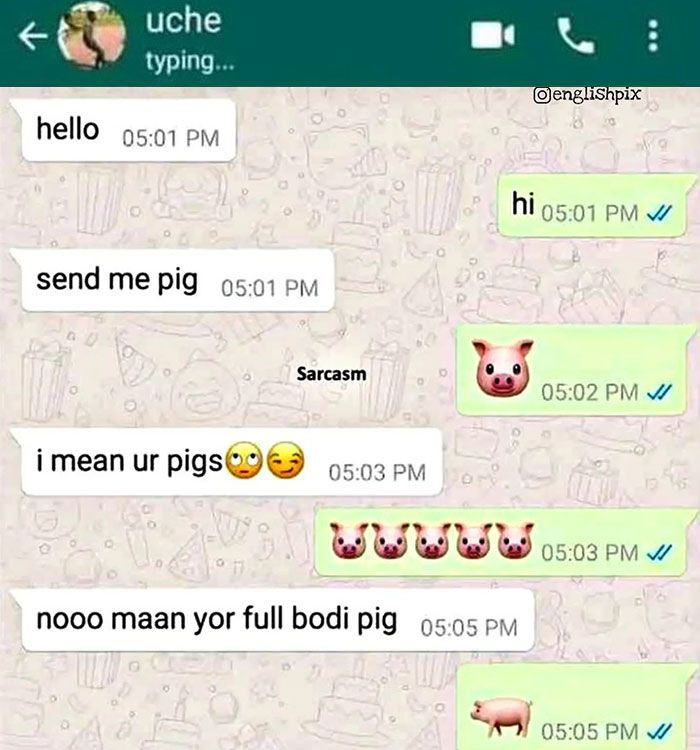 uche
typing...
englishpix
hello 05:01 PM
hi 05:01 PM
send me pig 05:01 PM
Sarcasm
🐷 05:02 PM
i mean ur pigs🙄😏 05:03 PM
🐷🐷🐷🐷🐷 05:03 PM
nooo maan yor full bodi pig 05:05 PM
🐖 05:05 PM